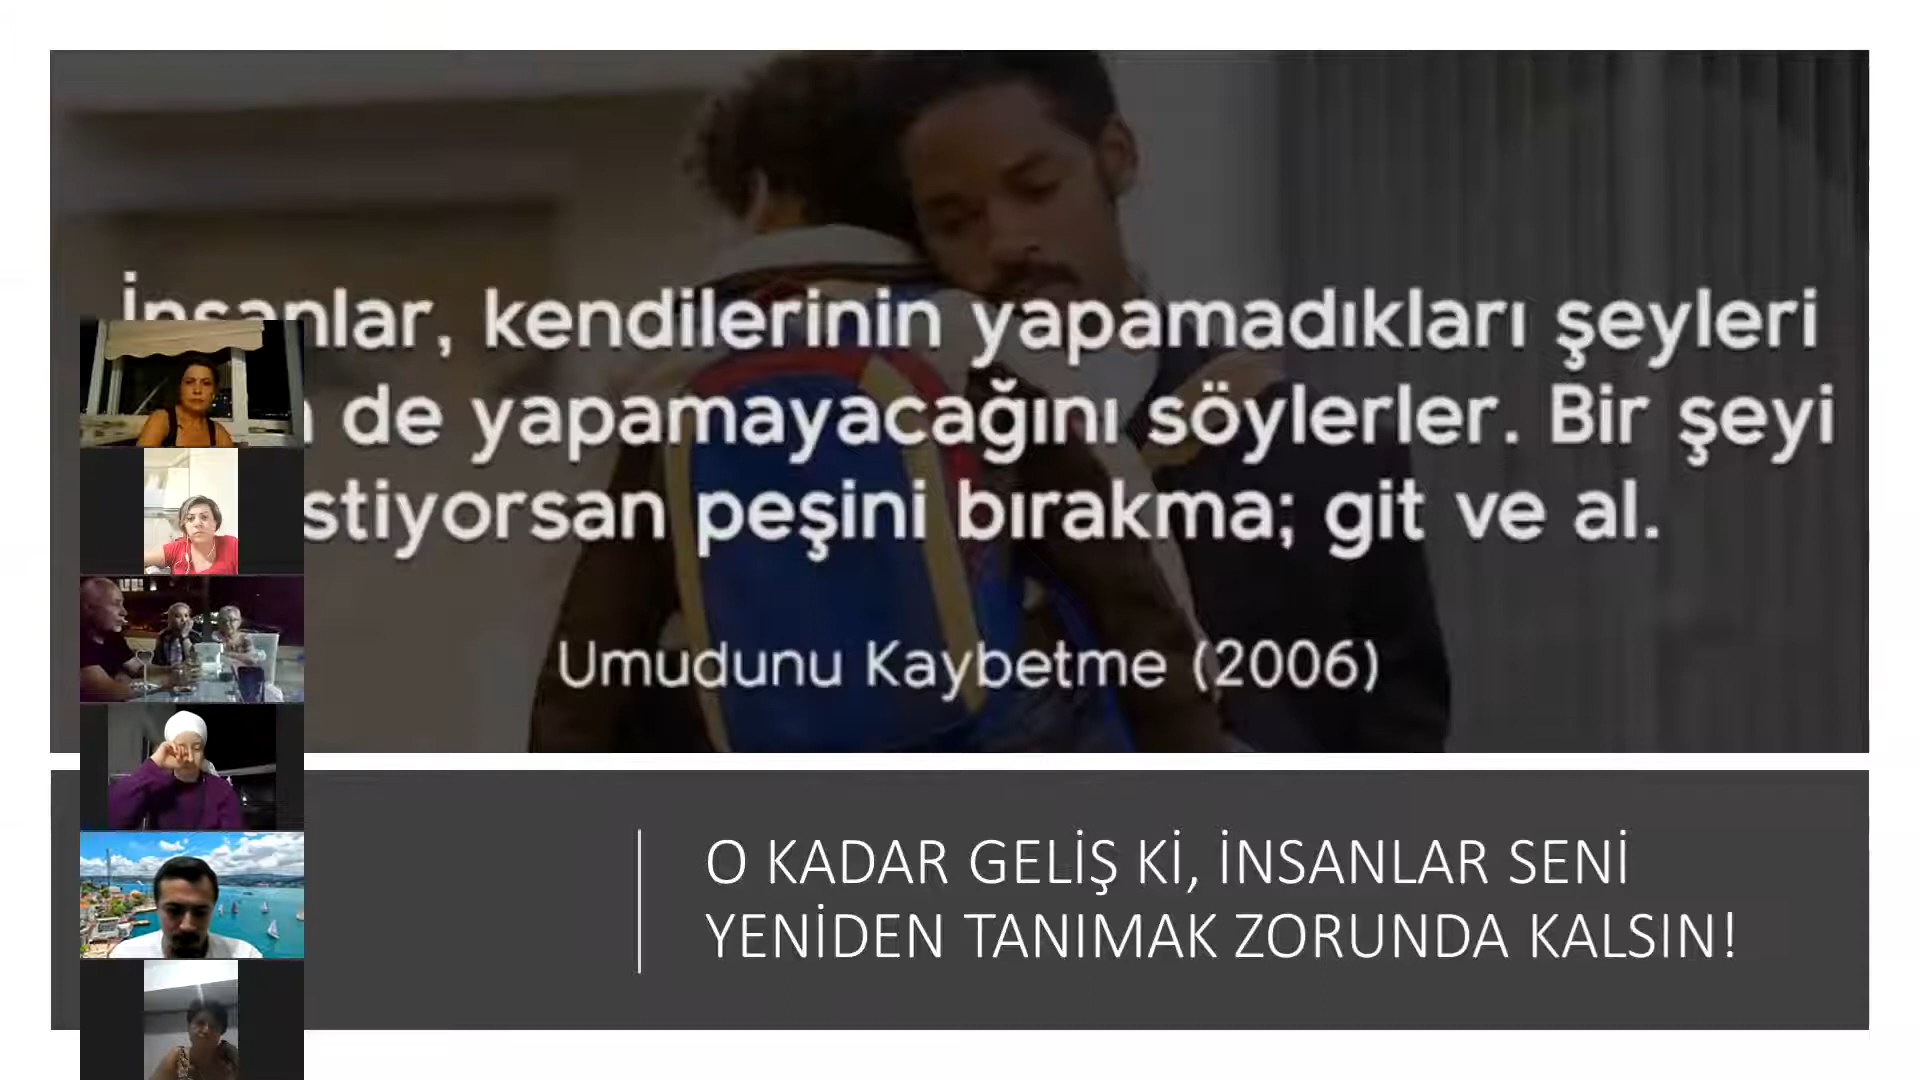 İnsanlar, kendilerinin yapamadıkları şeyleri
de yapamayacağını söylerler. Bir şeyi
istiyorsan peşini bırakma; git ve al.
Umudunu Kaybetme (2006)
O KADAR GELİŞ Kİ, İNSANLAR SENİ
YENİDEN TANIMAK ZORUNDA KALSIN!